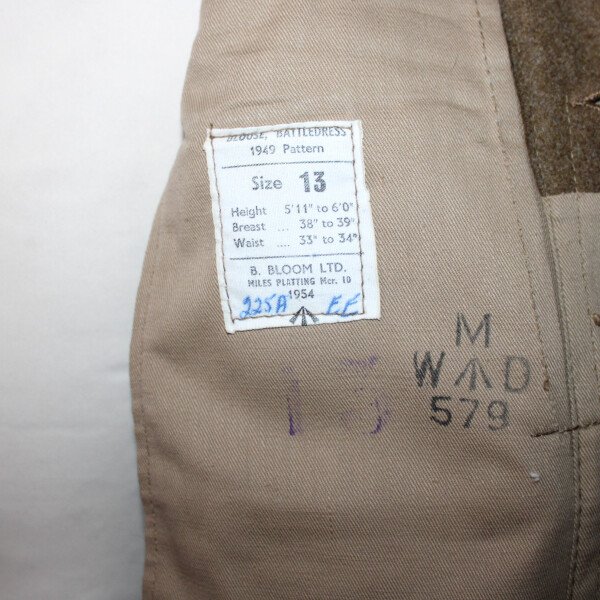 BLOUSE, BATTLEDRESS
1949 Pattern
Size 13
Height 5'11" to 6'0"
Breast ... 38" to 39"
Waist .... 33" to 34"
B. BLOOM LTD.
MILES PLATTING Mcr. 10
1954
225A EE
13
M
W D
579